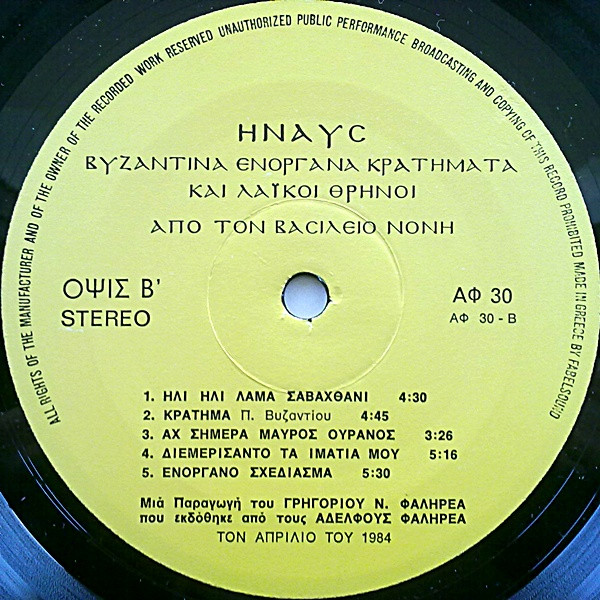 ALL RIGHTS OF THE MANUFACTURER AND OF THE OWNER OF THE RECORDED WORK RESERVED UNAUTHORIZED PUBLIC PERFORMANCE BROADCASTING AND COPYING OF THIS RECORD PROHIBITED MADE IN GREECE BY FABELSOUND
ΗΝΑΥC
ΒΥΖΑΝΤΙΝΑ ΕΝΟΡΓΑΝΑ ΚΡΑΤΗΜΑΤΑ
ΚΑΙ ΛΑΪΚΟΙ ΘΡΗΝΟΙ
ΑΠΟ ΤΟΝ ΒΑCΙΛΕΙΟ ΝΟΝΗ
ΟΨΙΣ Β' ΑΦ 30
STEREO ΑΦ 30 - Β
1. ΗΛΙ ΗΛΙ ΛΑΜΑ ΣΑΒΑΧΘΑΝΙ 4:30
2. ΚΡΑΤΗΜΑ Π. Βυζαντίου 4:45
3. ΑΧ ΣΗΜΕΡΑ ΜΑΥΡΟΣ ΟΥΡΑΝΟΣ 3:26
4. ΔΙΕΜΕΡΙΣΑΝΤΟ ΤΑ ΙΜΑΤΙΑ ΜΟΥ 5:16
5. ΕΝΟΡΓΑΝΟ ΣΧΕΔΙΑΣΜΑ 5:30
Μιά Παραγωγή του ΓΡΗΓΟΡΙΟΥ Ν. ΦΑΛΗΡΕΑ
που εκδόθηκε από τους ΑΔΕΛΦΟΥΣ ΦΑΛΗΡΕΑ
ΤΟΝ ΑΠΡΙΛΙΟ ΤΟΥ 1984